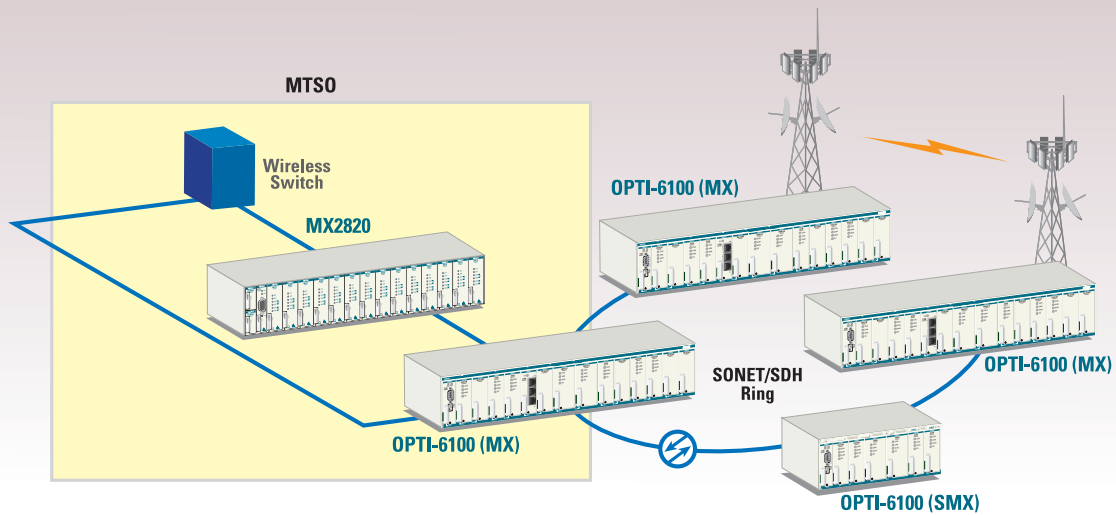 MTSO
Wireless
Switch
MX2820
OPTI-6100 (MX)
OPTI-6100 (MX)
OPTI-6100 (MX)
SONET/SDH
Ring
OPTI-6100 (SMX)